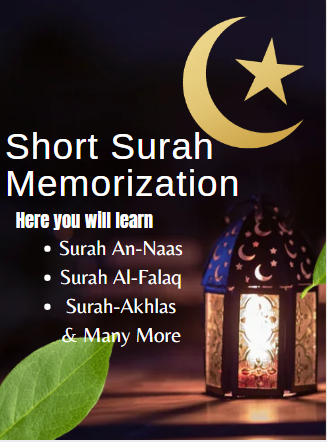 Short Surah
Memorization
Here you will learn
• Surah An-Naas
• Surah Al-Falaq
• Surah-Akhlas
& Many More